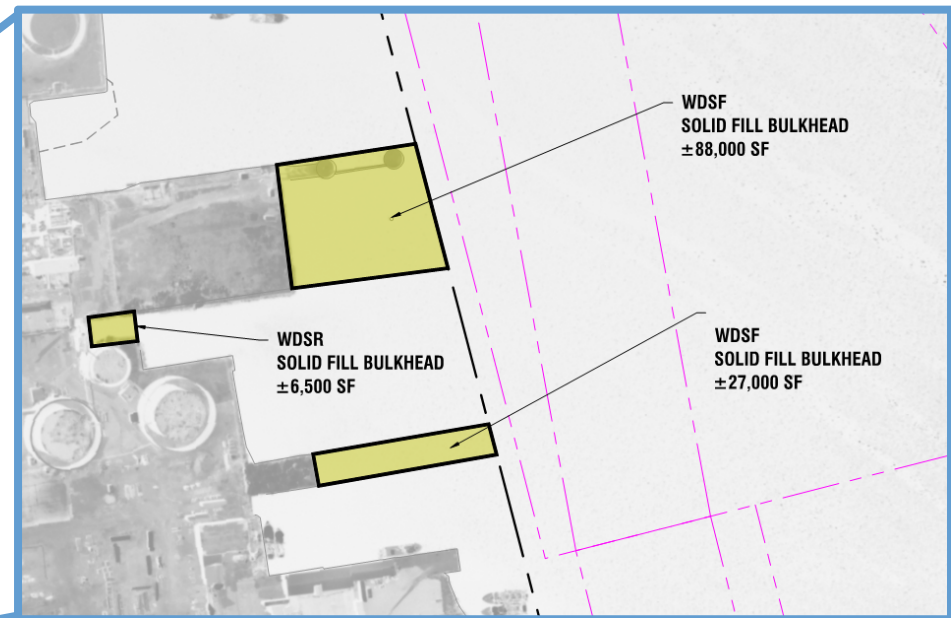 WDSF
SOLID FILL BULKHEAD
±88,000 SF
WDSR
SOLID FILL BULKHEAD
±6,500 SF
WDSF
SOLID FILL BULKHEAD
±27,000 SF